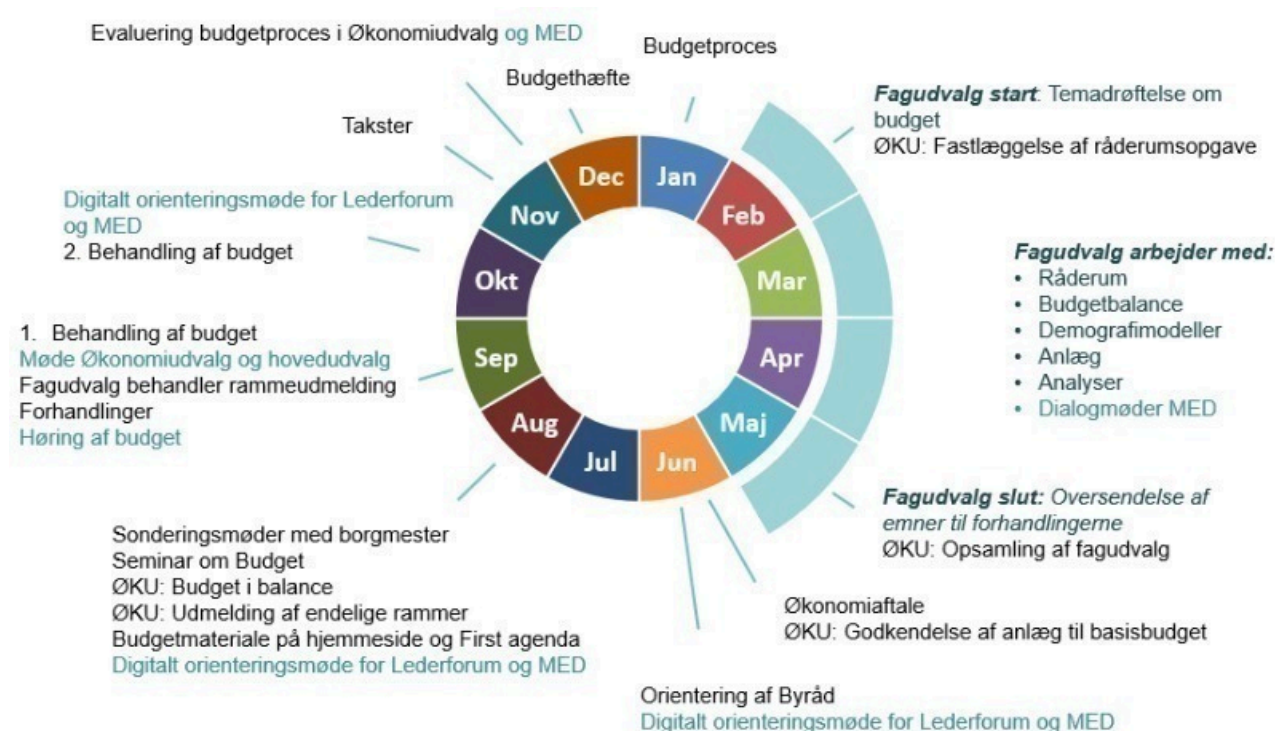 Evaluering budgetproces i Økonomiudvalg og MED
Budgetproces
Budgethæfte
Takster
Fagudvalg start: Temadrøftelse om
budget
ØKU: Fastlæggelse af råderumsopgave
Digitalt orienteringsmøde for Lederforum
og MED
2. Behandling af budget
Dec
Jan
Nov
Feb
Okt
Mar
Sep
Apr
Aug
Maj
Jul
Jun
Fagudvalg arbejder med:
• Råderum
• Budgetbalance
• Demografimodeller
• Anlæg
• Analyser
• Dialogmøder MED
1. Behandling af budget
Møde Økonomiudvalg og hovedudvalg
Fagudvalg behandler rammeudmelding
Forhandlinger
Høring af budget
Fagudvalg slut: Oversendelse af
emner til forhandlingerne
ØKU: Opsamling af fagudvalg
Sonderingsmøder med borgmester
Seminar om Budget
ØKU: Budget i balance
ØKU: Udmelding af endelige rammer
Budgetmateriale på hjemmeside og First agenda
Digitalt orienteringsmøde for Lederforum og MED
Økonomiaftale
ØKU: Godkendelse af anlæg til basisbudget
Orientering af Byråd
Digitalt orienteringsmøde for Lederforum og MED